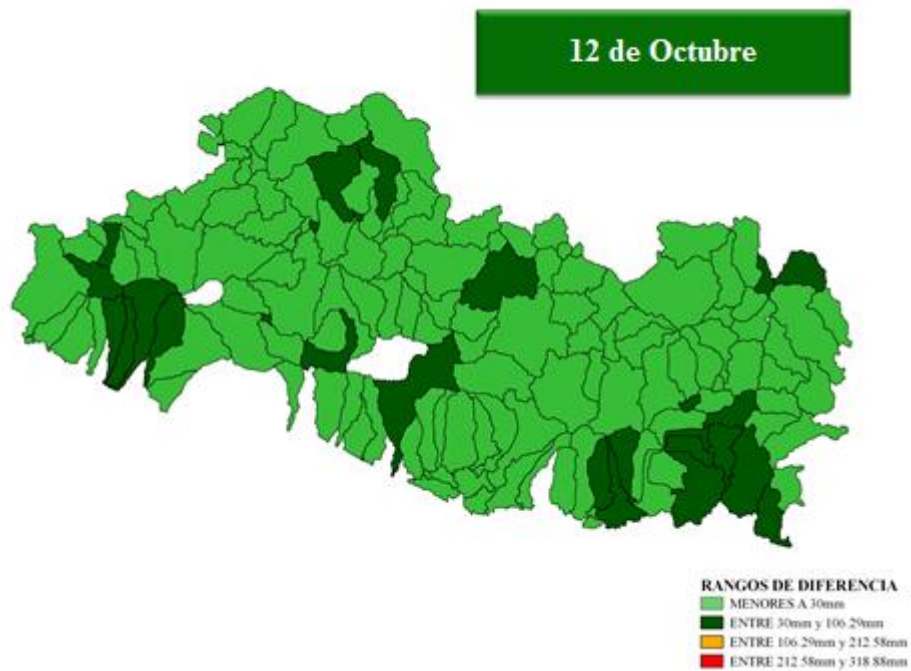 12 de Octubre
RANGOS DE DIFERENCIA
MENORES A 30mm
ENTRE 30mm y 106.29mm
ENTRE 106.29mm y 212.58mm
ENTRE 212.58mm y 318.88mm